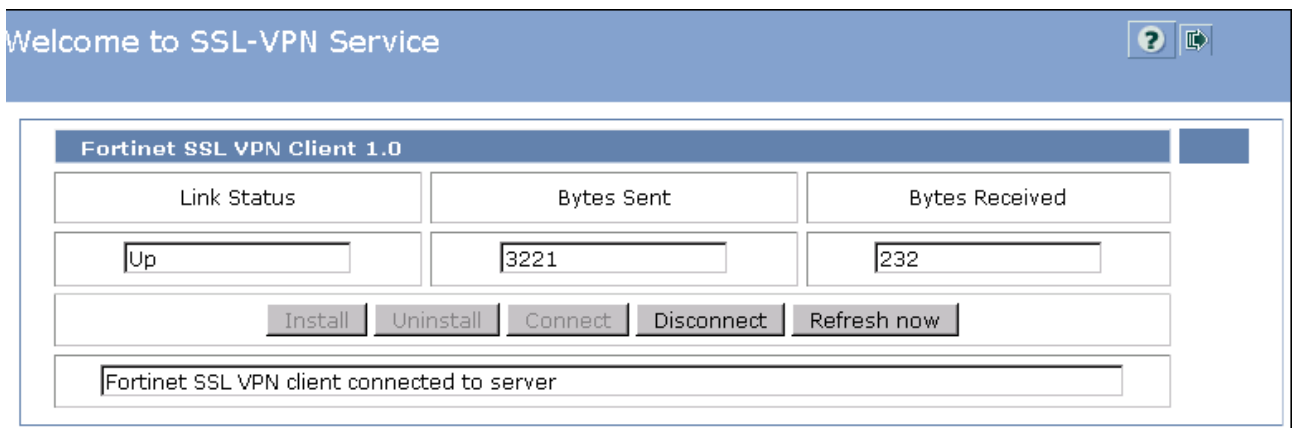 Welcome to SSL-VPN Service
?
Fortinet SSL VPN Client 1.0
Link Status Bytes Sent Bytes Received
Up 3221 232
Install Uninstall Connect Disconnect Refresh now
Fortinet SSL VPN client connected to server